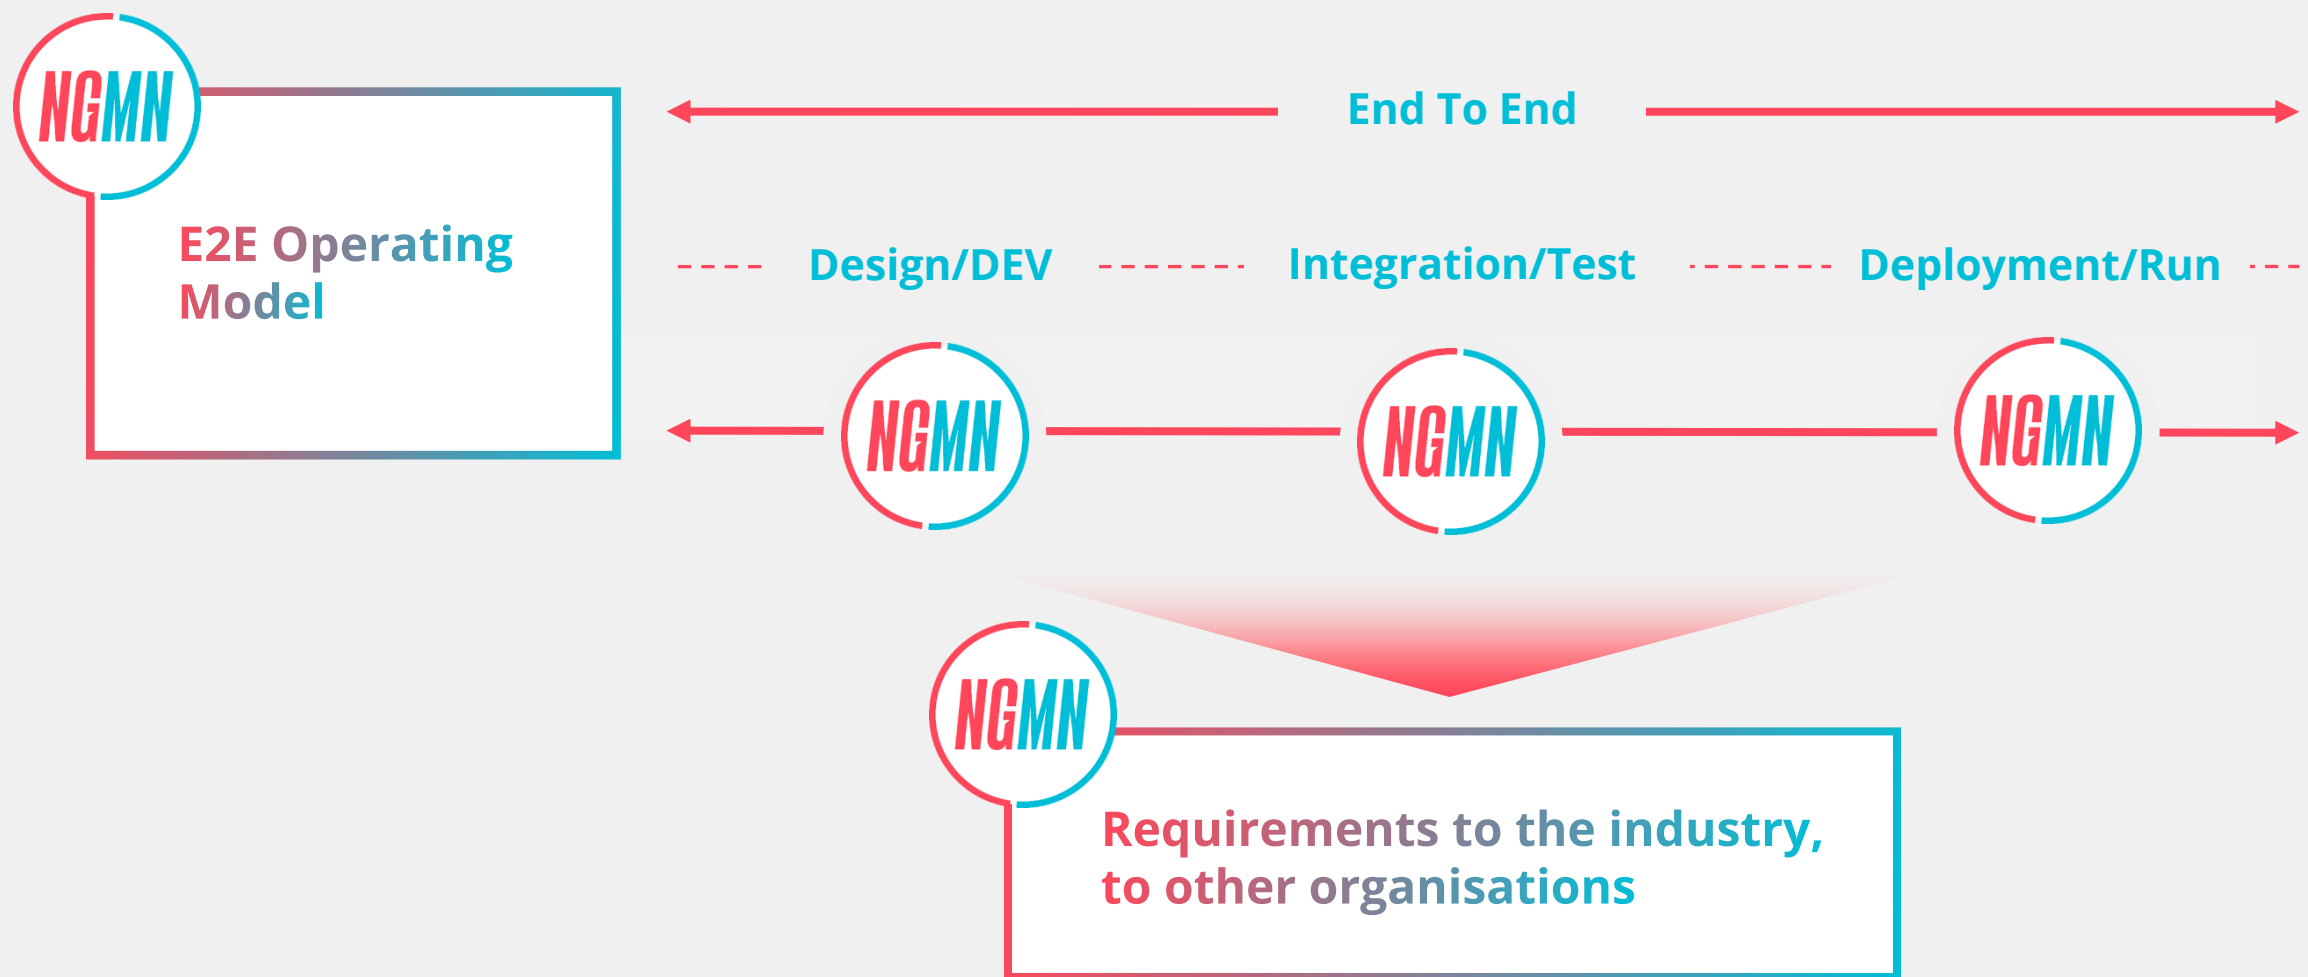 NGMN
End To End
E2E Operating
Model
Design/DEV
Integration/Test
Deployment/Run
NGMN
NGMN
NGMN
NGMN
Requirements to the industry,
to other organisations